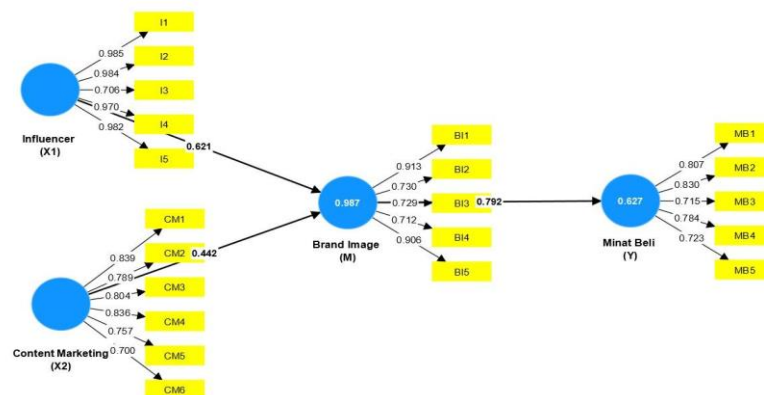 I1
0.985
I2
0.984
I3
0.706
I4
0.970
I5
0.982
Influencer
(X1)
0.621
CM1
0.839
CM2
0.789
0.442
CM3
0.804
CM4
0.836
CM5
0.757
CM6
0.700
Content Marketing
(X2)
0.987
Brand Image
(M)
BI1
0.913
BI2
0.730
BI3
0.729
BI4
0.712
BI5
0.906
0.792
0.627
Minat Beli
(Y)
MB1
0.807
MB2
0.830
MB3
0.715
MB4
0.784
MB5
0.723